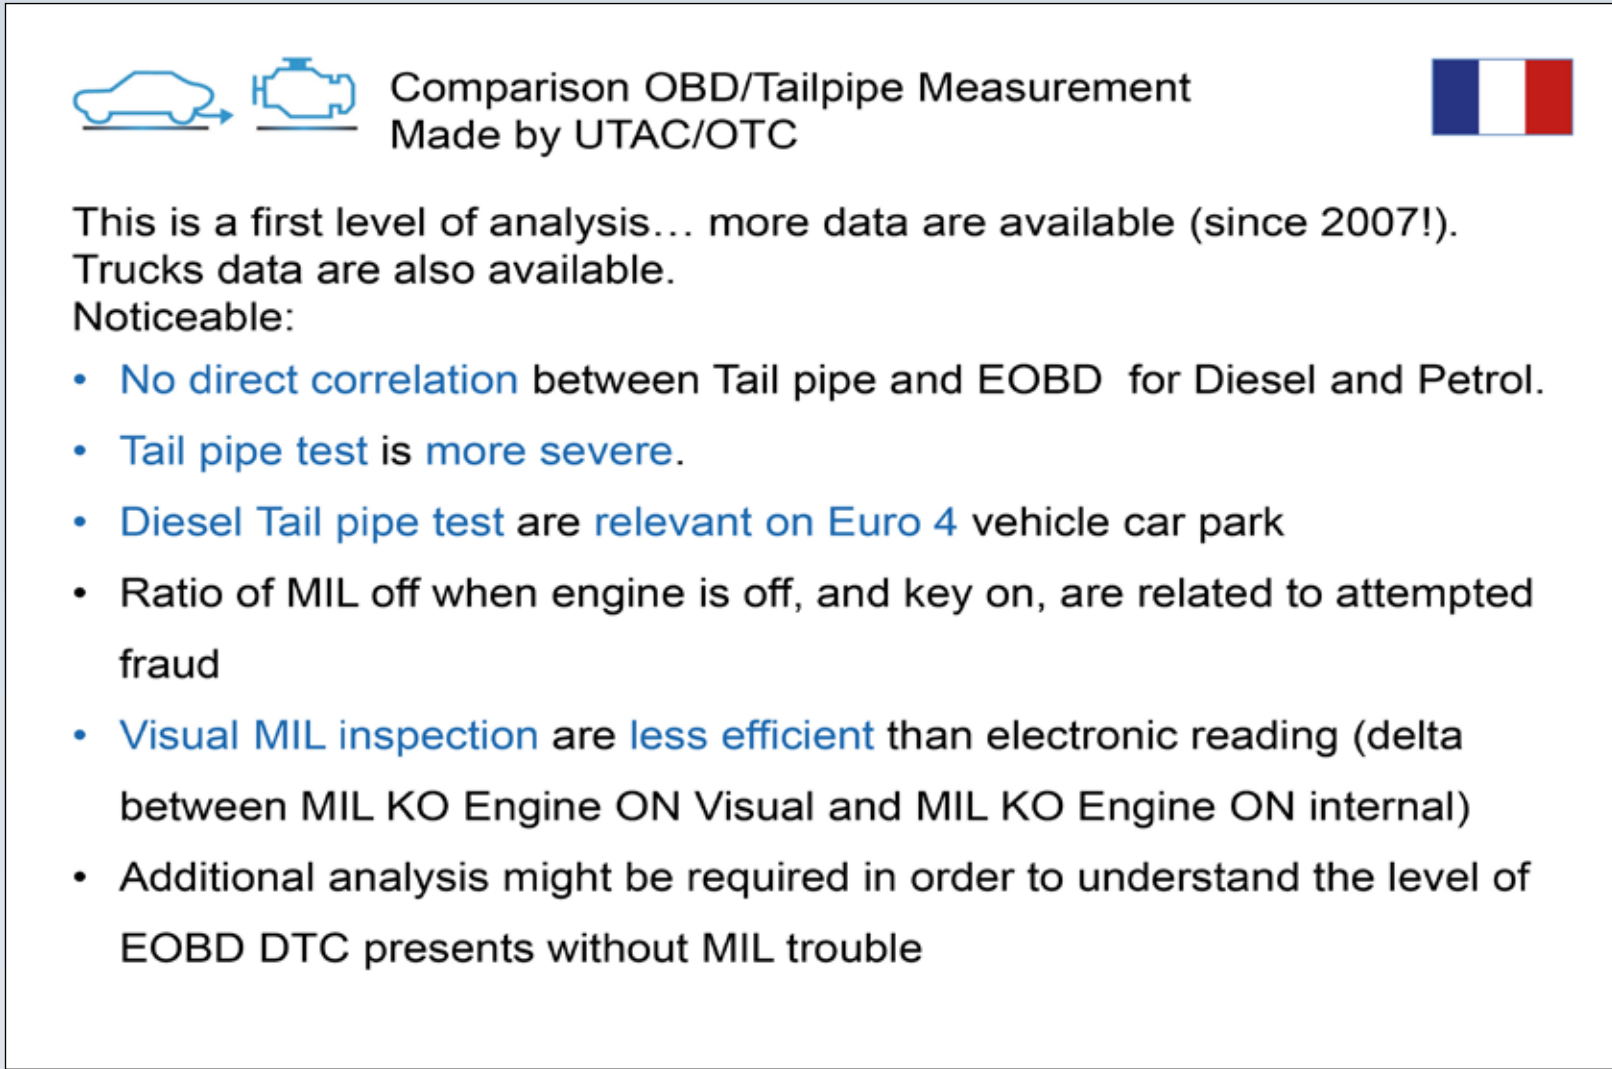 Comparison OBD/Tailpipe Measurement
Made by UTAC/OTC
This is a first level of analysis... more data are available (since 2007!).
Trucks data are also available.
Noticeable:
• No direct correlation between Tail pipe and EOBD  for Diesel and Petrol.
• Tail pipe test is more severe.
• Diesel Tail pipe test are relevant on Euro 4 vehicle car park
• Ratio of MIL off when engine is off, and key on, are related to attempted
fraud
• Visual MIL inspection are less efficient than electronic reading (delta
between MIL KO Engine ON Visual and MIL KO Engine ON internal)
• Additional analysis might be required in order to understand the level of
EOBD DTC presents without MIL trouble